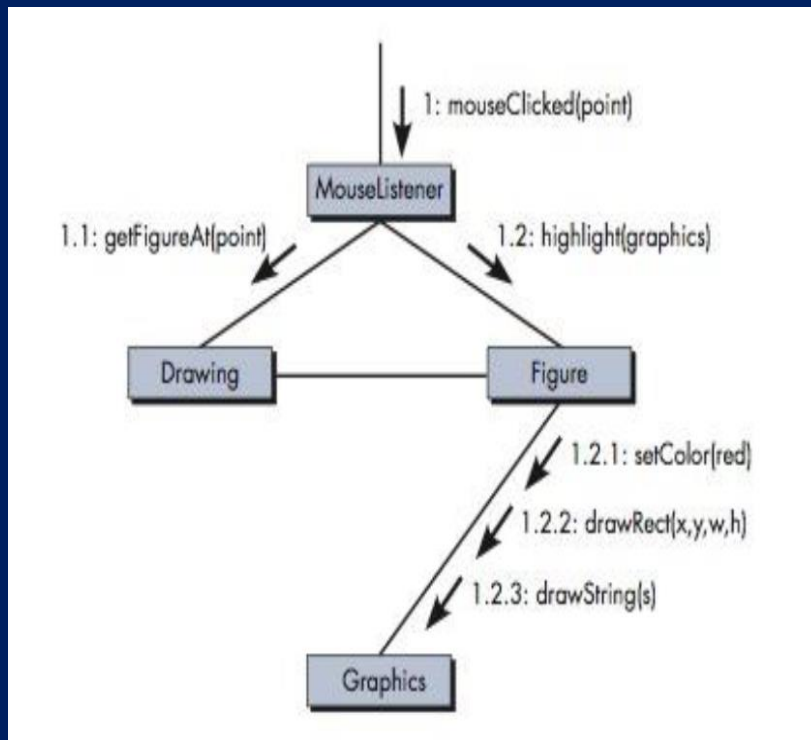 1: mouseClicked(point)
MouseListener
1.1: getFigureAt(point)
1.2: highlight(graphics)
Drawing
Figure
1.2.1: setColor(red)
1.2.2: drawRect(x,y,w,h)
1.2.3: drawString(s)
Graphics